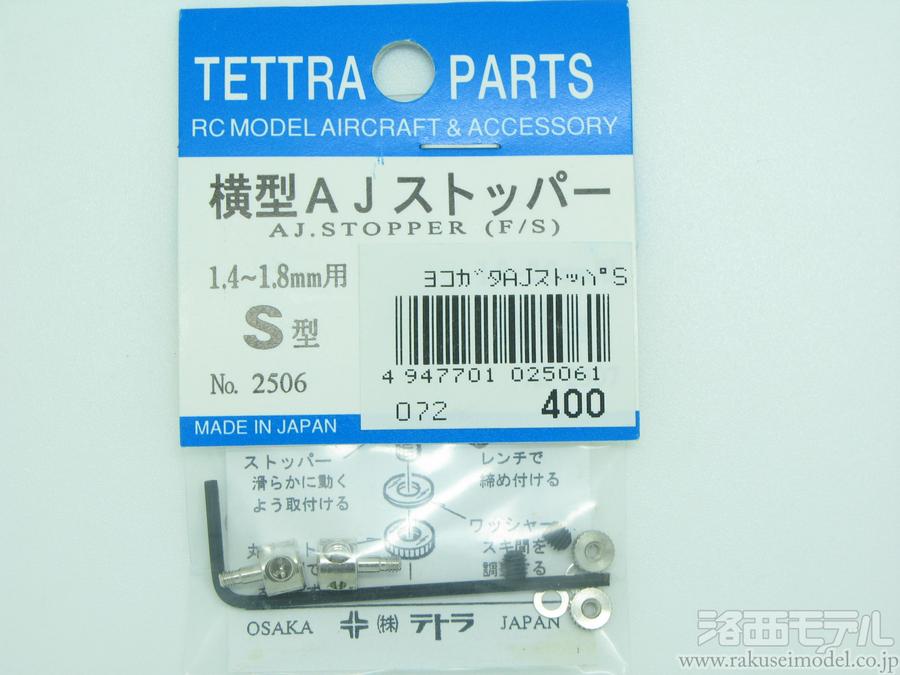 TETTRA PARTS
RC MODEL AIRCRAFT & ACCESSORY
横型AJストッパー
AJ.STOPPER (F/S)
1.4~1.8mm用
S型
No. 2506
MADE IN JAPAN
ヨコガタAJストッパS
4 947701 025061
072 400
ストッパー
滑らかに動く
よう取付ける
レンチで
締め付ける
ワッシャー
スキ間を
OSAKA (株)テトラ JAPAN
洛西モデル
www.rakuseimodel.co.jp